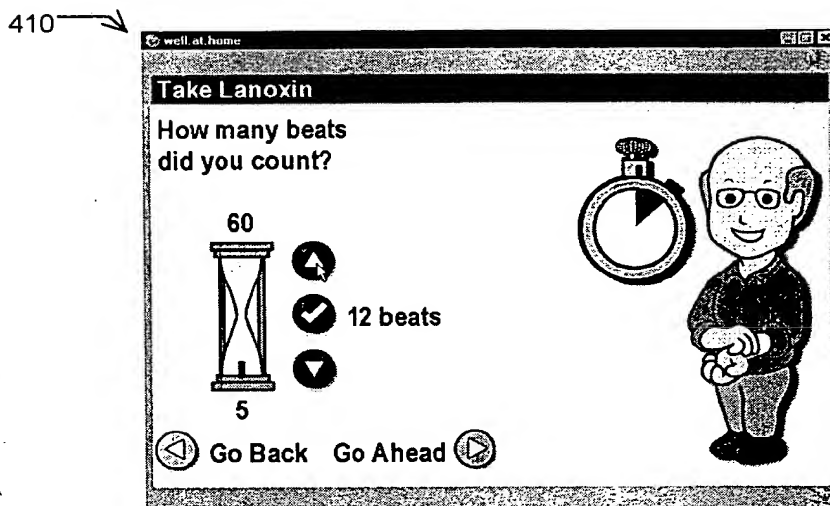 410
well.at.home
Take Lanoxin
How many beats
did you count?
60
12 beats
5
Go Back Go Ahead